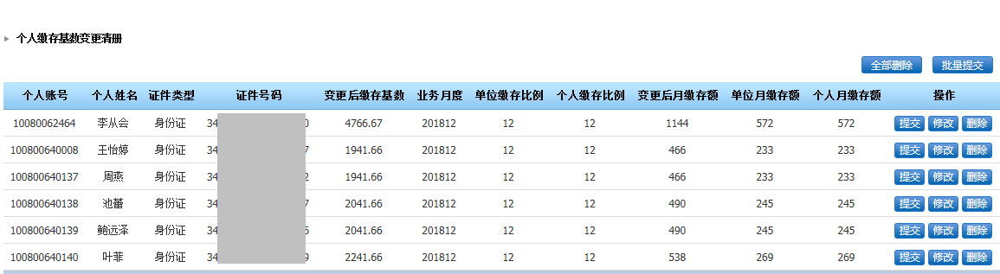 个人缴存基数变更清册
全部删除 批量提交
个人账号 个人姓名 证件类型 证件号码 变更后缴存基数 业务月度 单位缴存比例 个人缴存比例 变更后月缴存额 单位月缴存额 个人月缴存额 操作
10080062464 李从会 身份证 34 0 4766.67 201812 12 12 1144 572 572 提交 修改 删除
100800640008 王怡婷 身份证 34 7 1941.66 201812 12 12 466 233 233 提交 修改 删除
100800640137 周燕 身份证 34 2 1941.66 201812 12 12 466 233 233 提交 修改 删除
100800640138 池蕾 身份证 34 7 2041.66 201812 12 12 490 245 245 提交 修改 删除
100800640139 鲍远泽 身份证 34 2041.66 201812 12 12 490 245 245 提交 修改 删除
100800640140 叶菲 身份证 34 9 2241.66 201812 12 12 538 269 269 提交 修改 删除